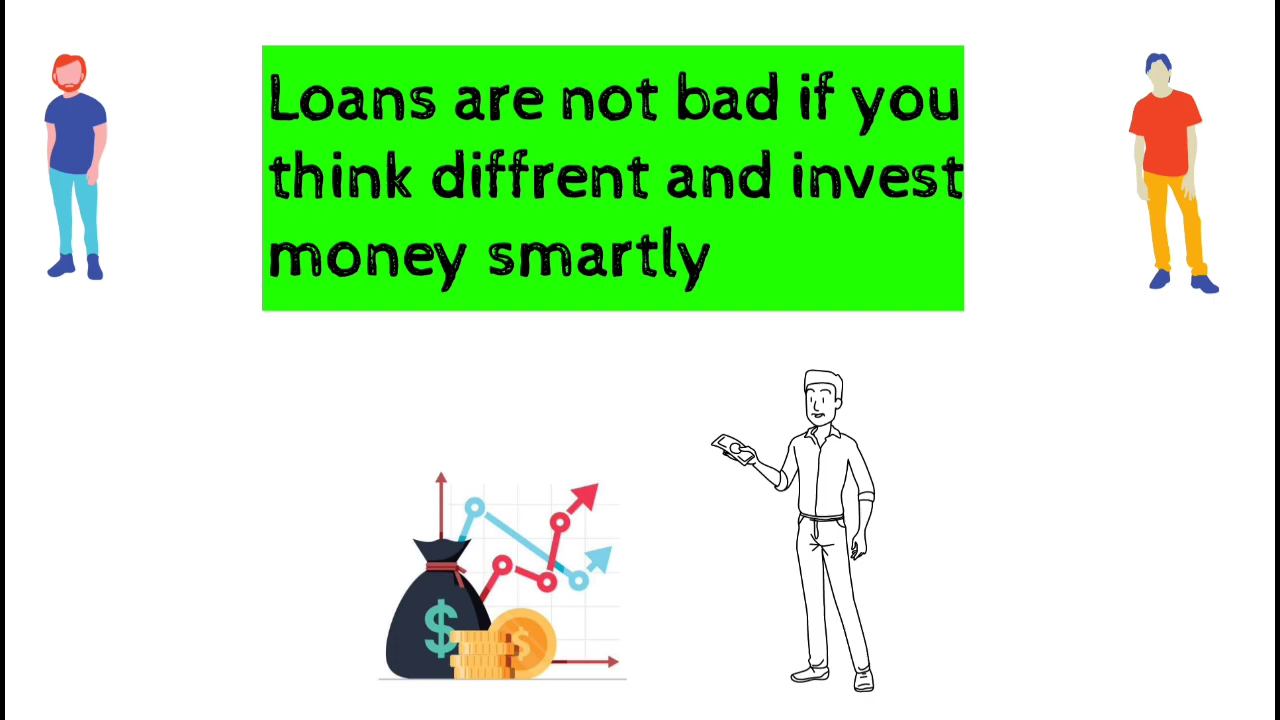 Loans are not bad if you
think diffrent and invest
money smartly
$
$